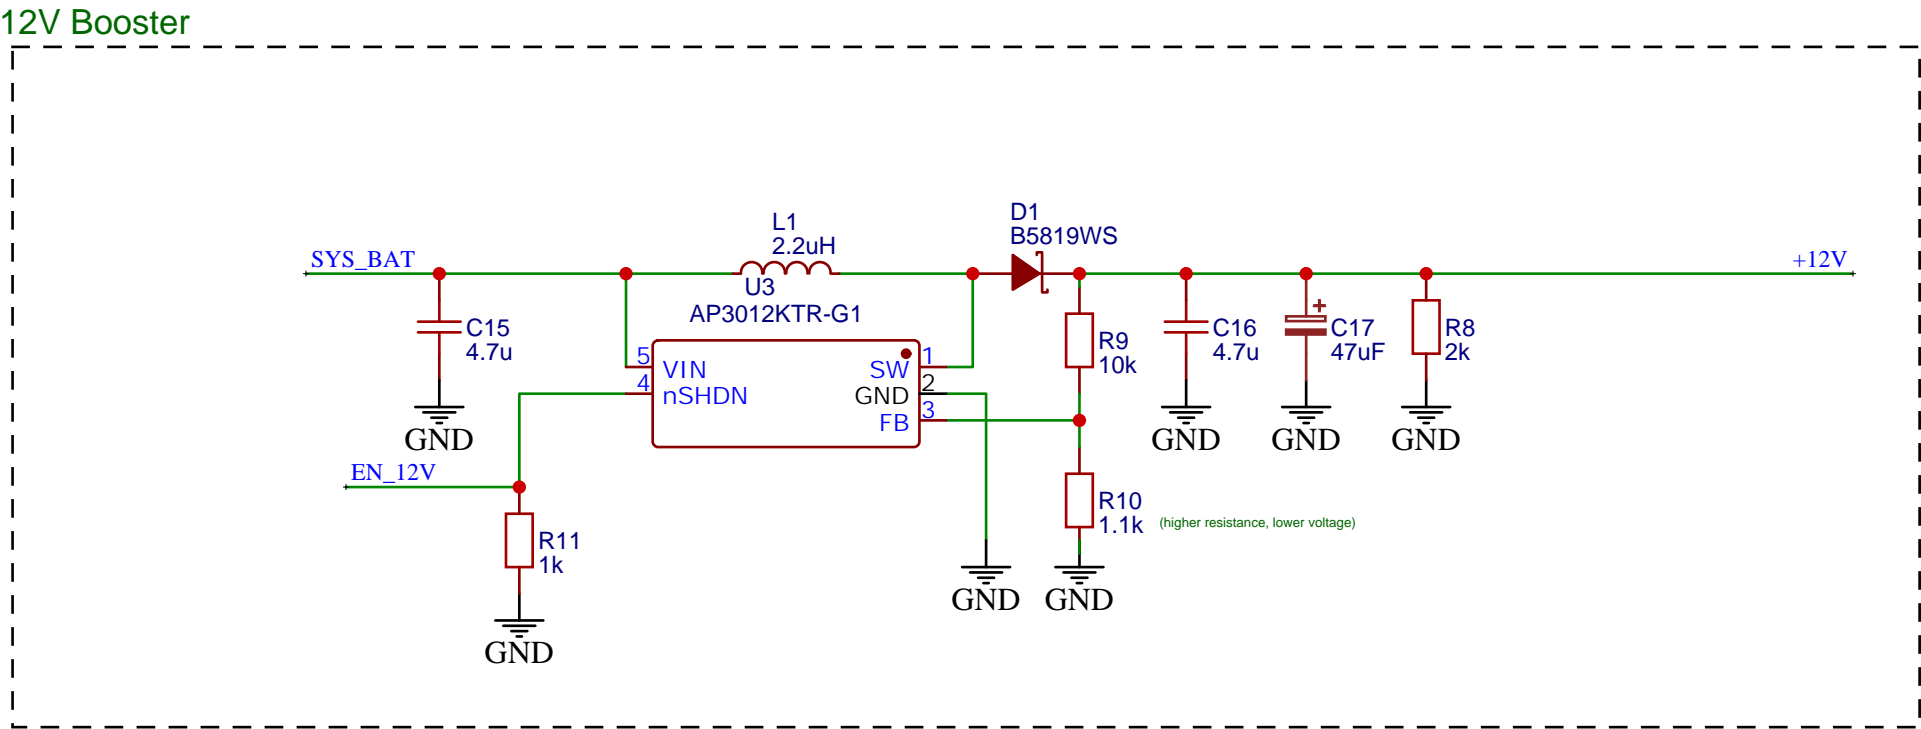 12V Booster
L1
2.2uH
D1
B5819WS
SYS_BAT
+12V
U3
AP3012KTR-G1
C15
4.7u
GND
5
VIN
4
nSHDN
SW
1
GND
2
FB
3
R9
10k
C16
4.7u
GND
+
C17
47uF
GND
R8
2k
GND
EN_12V
R11
1k
GND
R10
1.1k
(higher resistance, lower voltage)
GND
GND